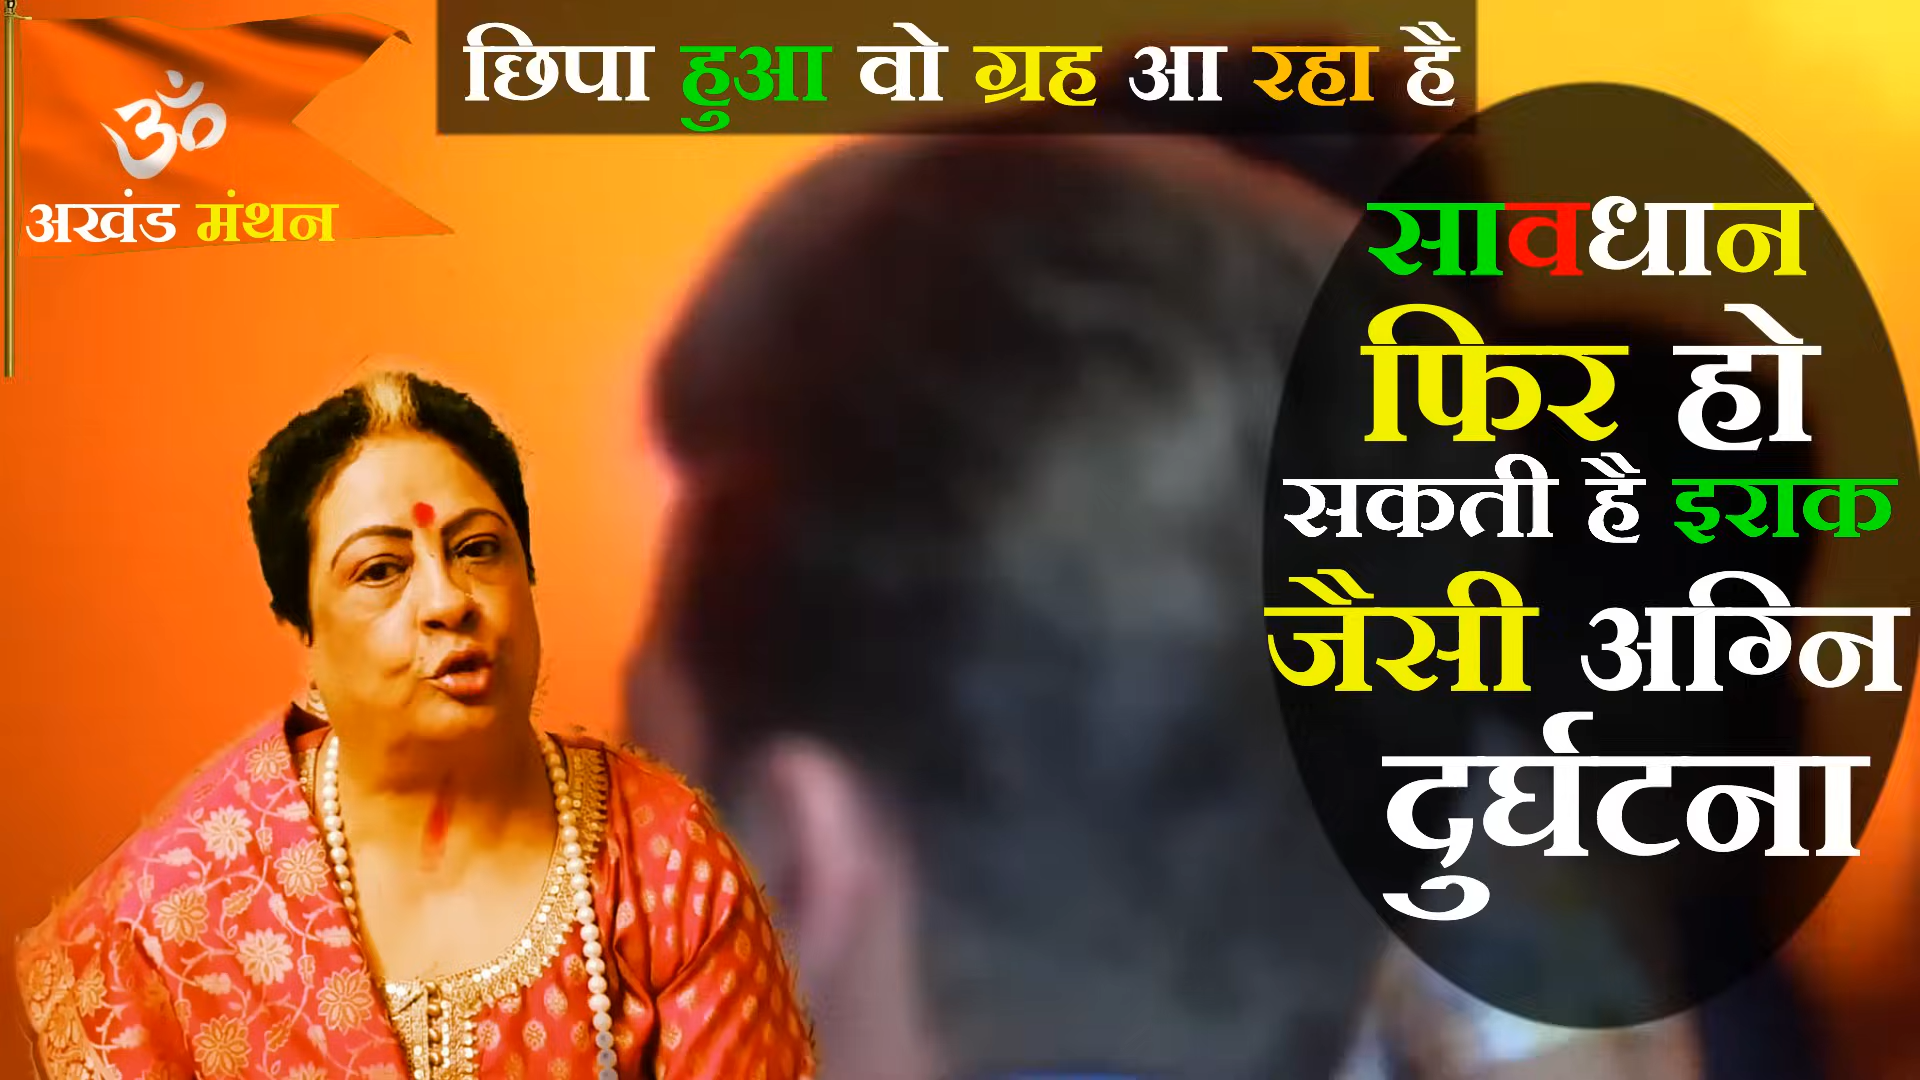 छिपा हुआ वो ग्रह आ रहा है
ॐ
अखंड मंथन
सावधान
फिर हो
सकती है इराक
जैसी अग्नि
दुर्घटना